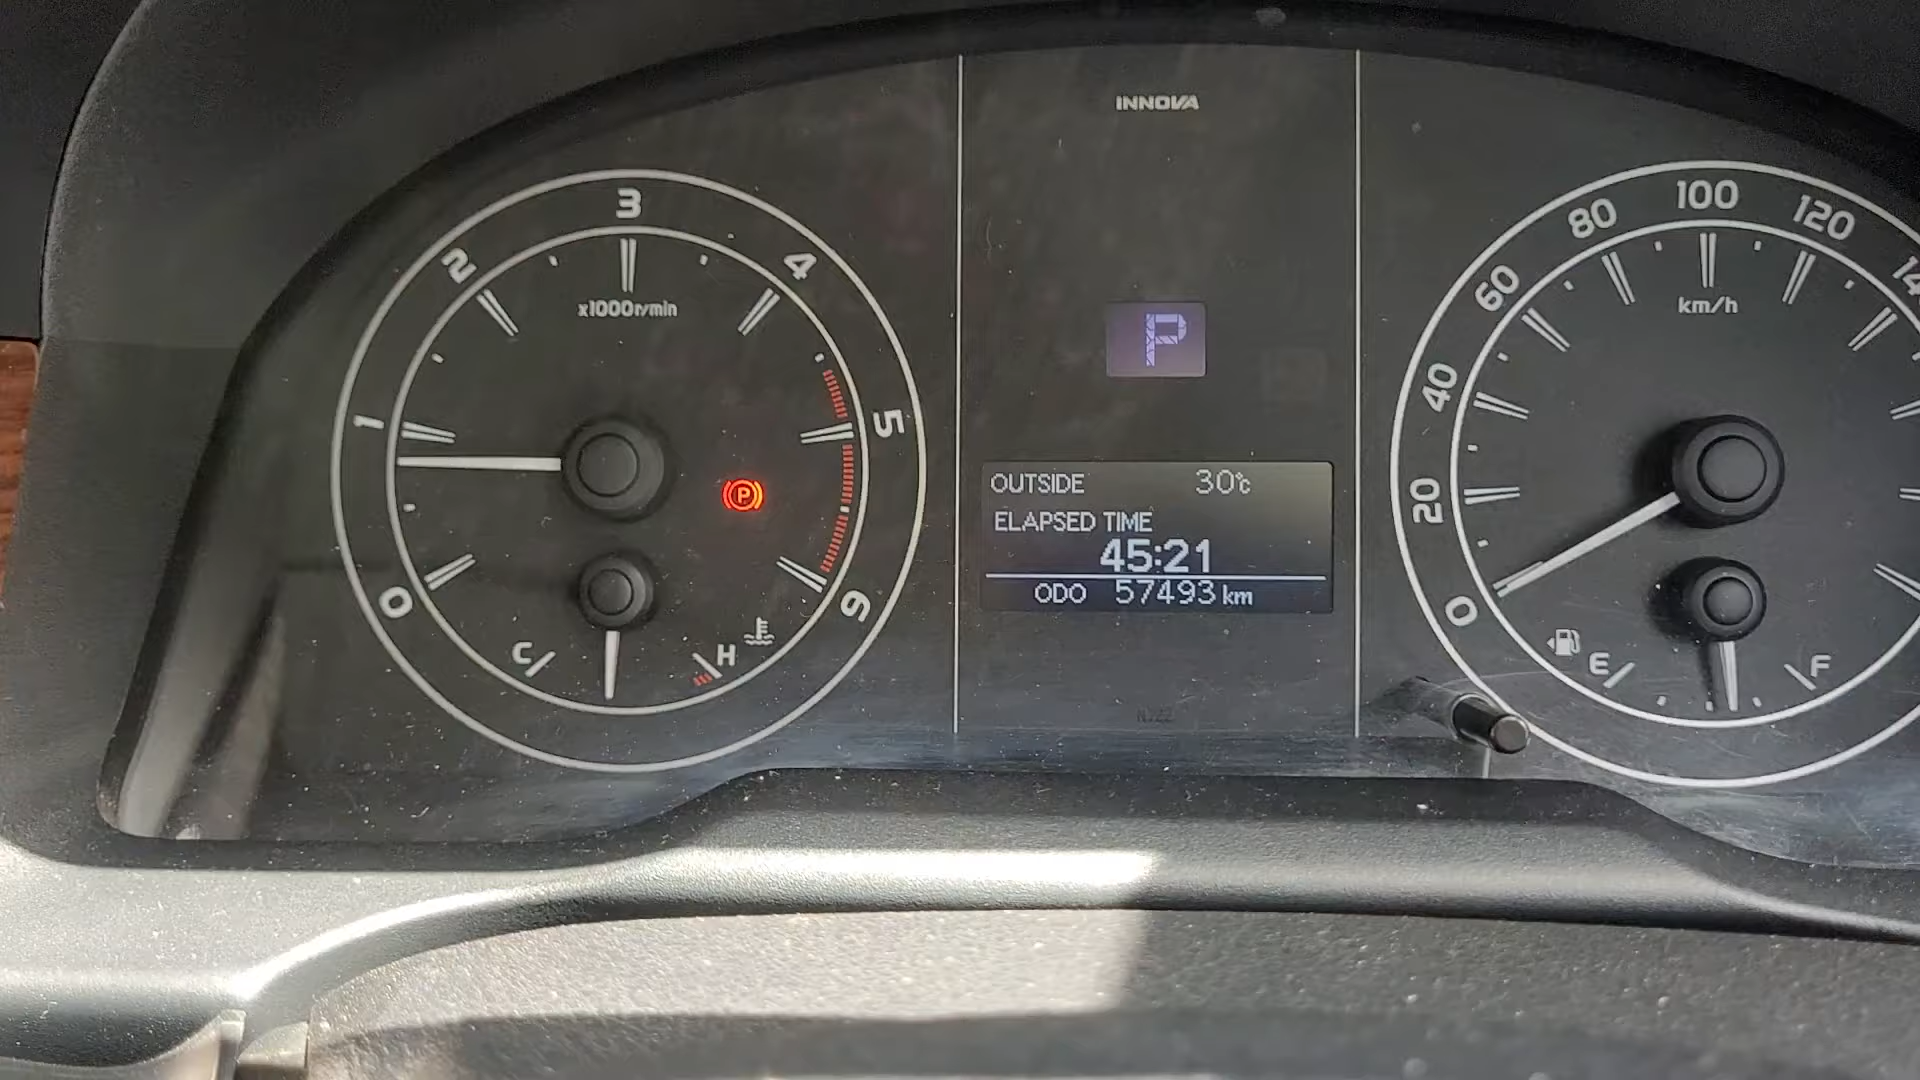 INNOVA
0
1
2
3
4
5
6
x1000r/min
P
C
H
P
OUTSIDE 30℃
ELAPSED TIME
45:21
ODO 57493 km
0
20
40
60
80
100
120
km/h
E
F